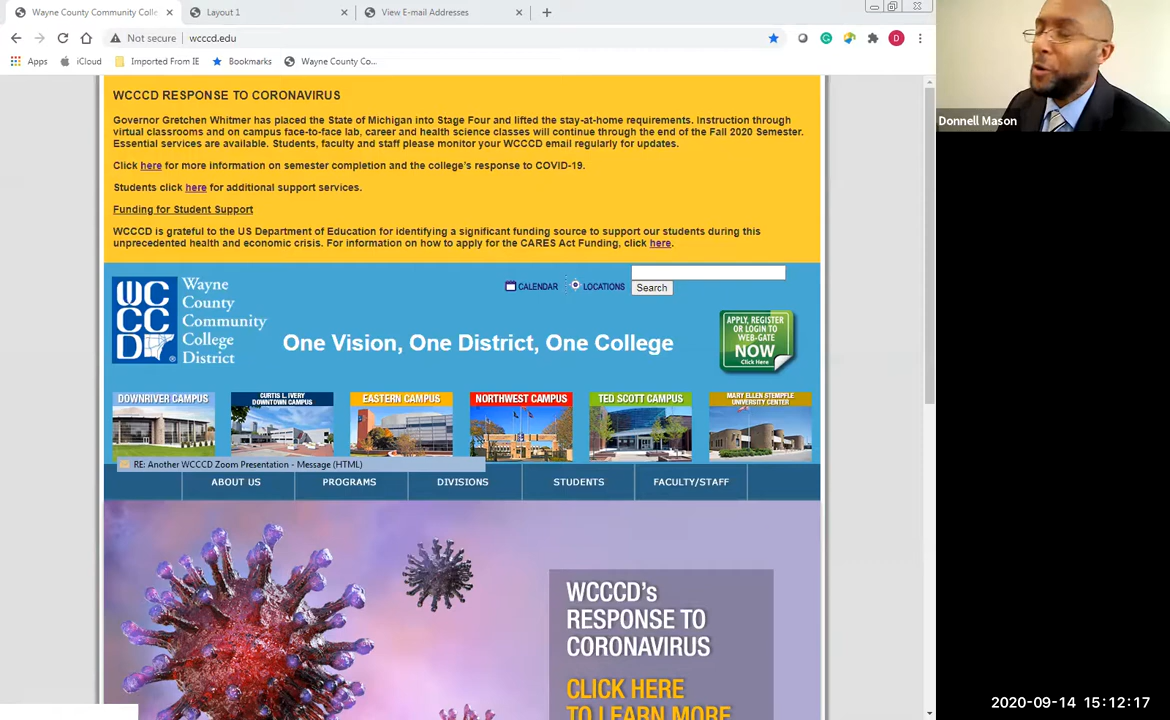 Wayne County Community Colle
Layout 1
View E-mail Addresses
Not secure
wcccd.edu
D
Apps
iCloud
Imported From IE
Bookmarks
Wayne County Co...
WCCCD RESPONSE TO CORONAVIRUS
Governor Gretchen Whitmer has placed the State of Michigan into Stage Four and lifted the stay-at-home requirements. Instruction through
virtual classrooms and on campus face-to-face lab, career and health science classes will continue through the end of the Fall 2020 Semester.
Essential services are available. Students, faculty and staff please monitor your WCCCD email regularly for updates.
Click here for more information on semester completion and the college's response to COVID-19.
Students click here for additional support services.
Funding for Student Support
WCCCD is grateful to the US Department of Education for identifying a significant funding source to support our students during this
unprecedented health and economic crisis. For information on how to apply for the CARES Act Funding, click here.
WC
CC
D
Wayne
County
Community
College
District
CALENDAR
LOCATIONS
Search
One Vision, One District, One College
APPLY, REGISTER
OR LOGIN TO
WEB-GATE
NOW
Click Here
DOWNRIVER CAMPUS
CURTIS L. IVERY
DOWNTOWN CAMPUS
EASTERN CAMPUS
NORTHWEST CAMPUS
TED SCOTT CAMPUS
MARY ELLEN STEMPFLE
UNIVERSITY CENTER
RE: Another WCCCD Zoom Presentation - Message (HTML)
ABOUT US
PROGRAMS
DIVISIONS
STUDENTS
FACULTY/STAFF
WCCCD's
RESPONSE TO
CORONAVIRUS
CLICK HERE
TO LEARN MORE
Donnell Mason
2020-09-14 15:12:17